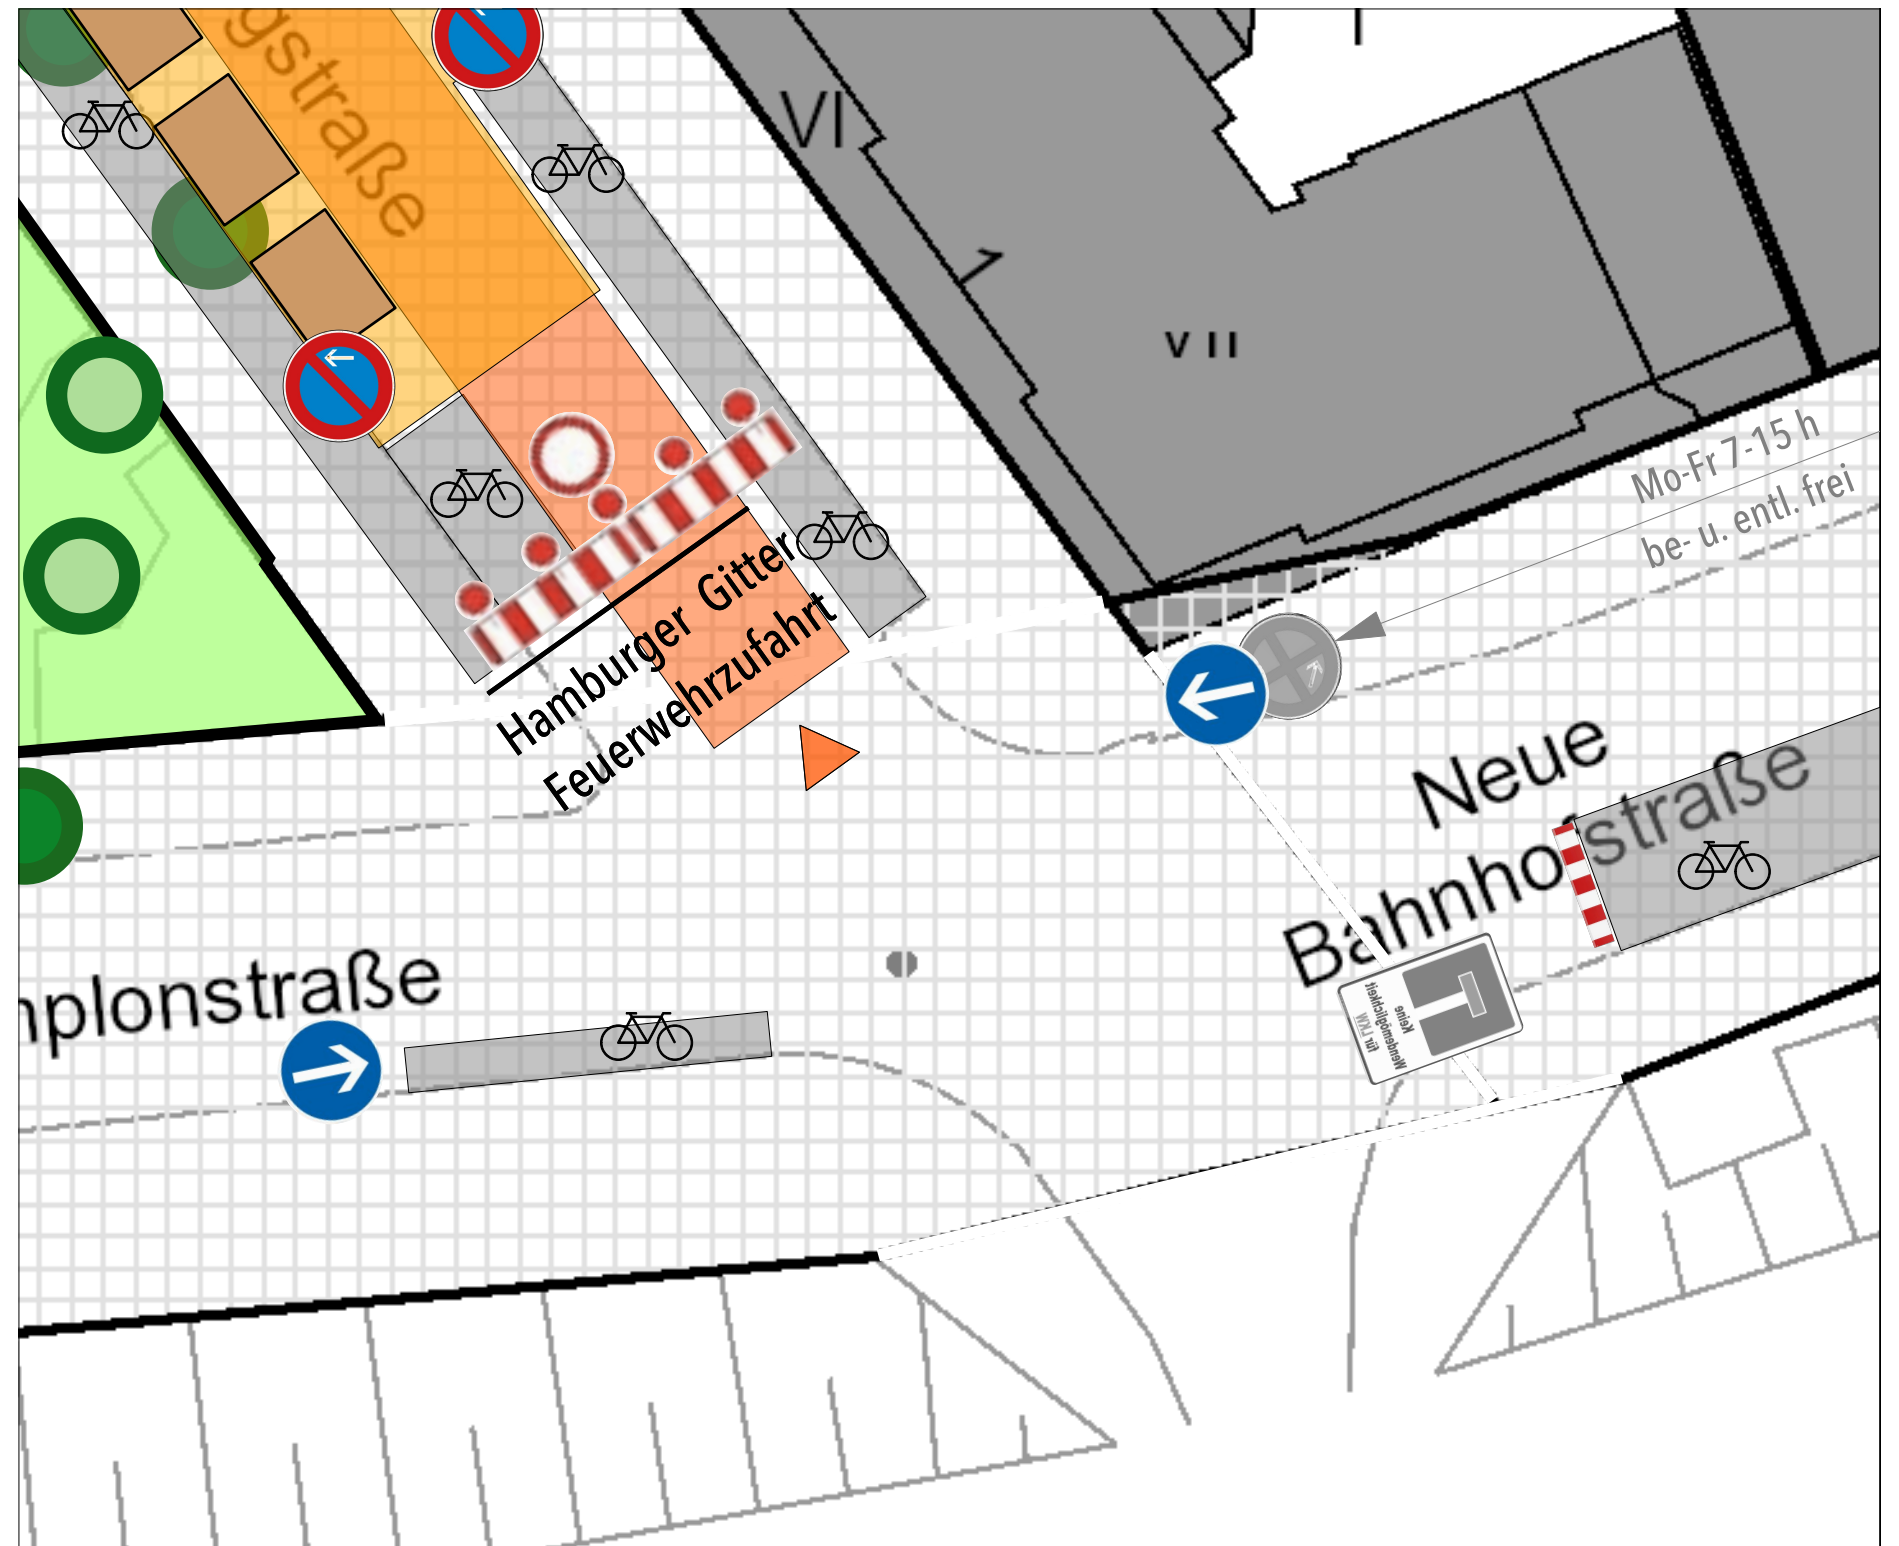 gstraße
VI
I
1
VII
Mo-Fr 7-15 h
be- u. entl. frei
Hamburger Gitter
Feuerwehrzufahrt
Neue
Bahnhofstraße
nplonstraße
Keine
Wendemöglichkeit
für LKW